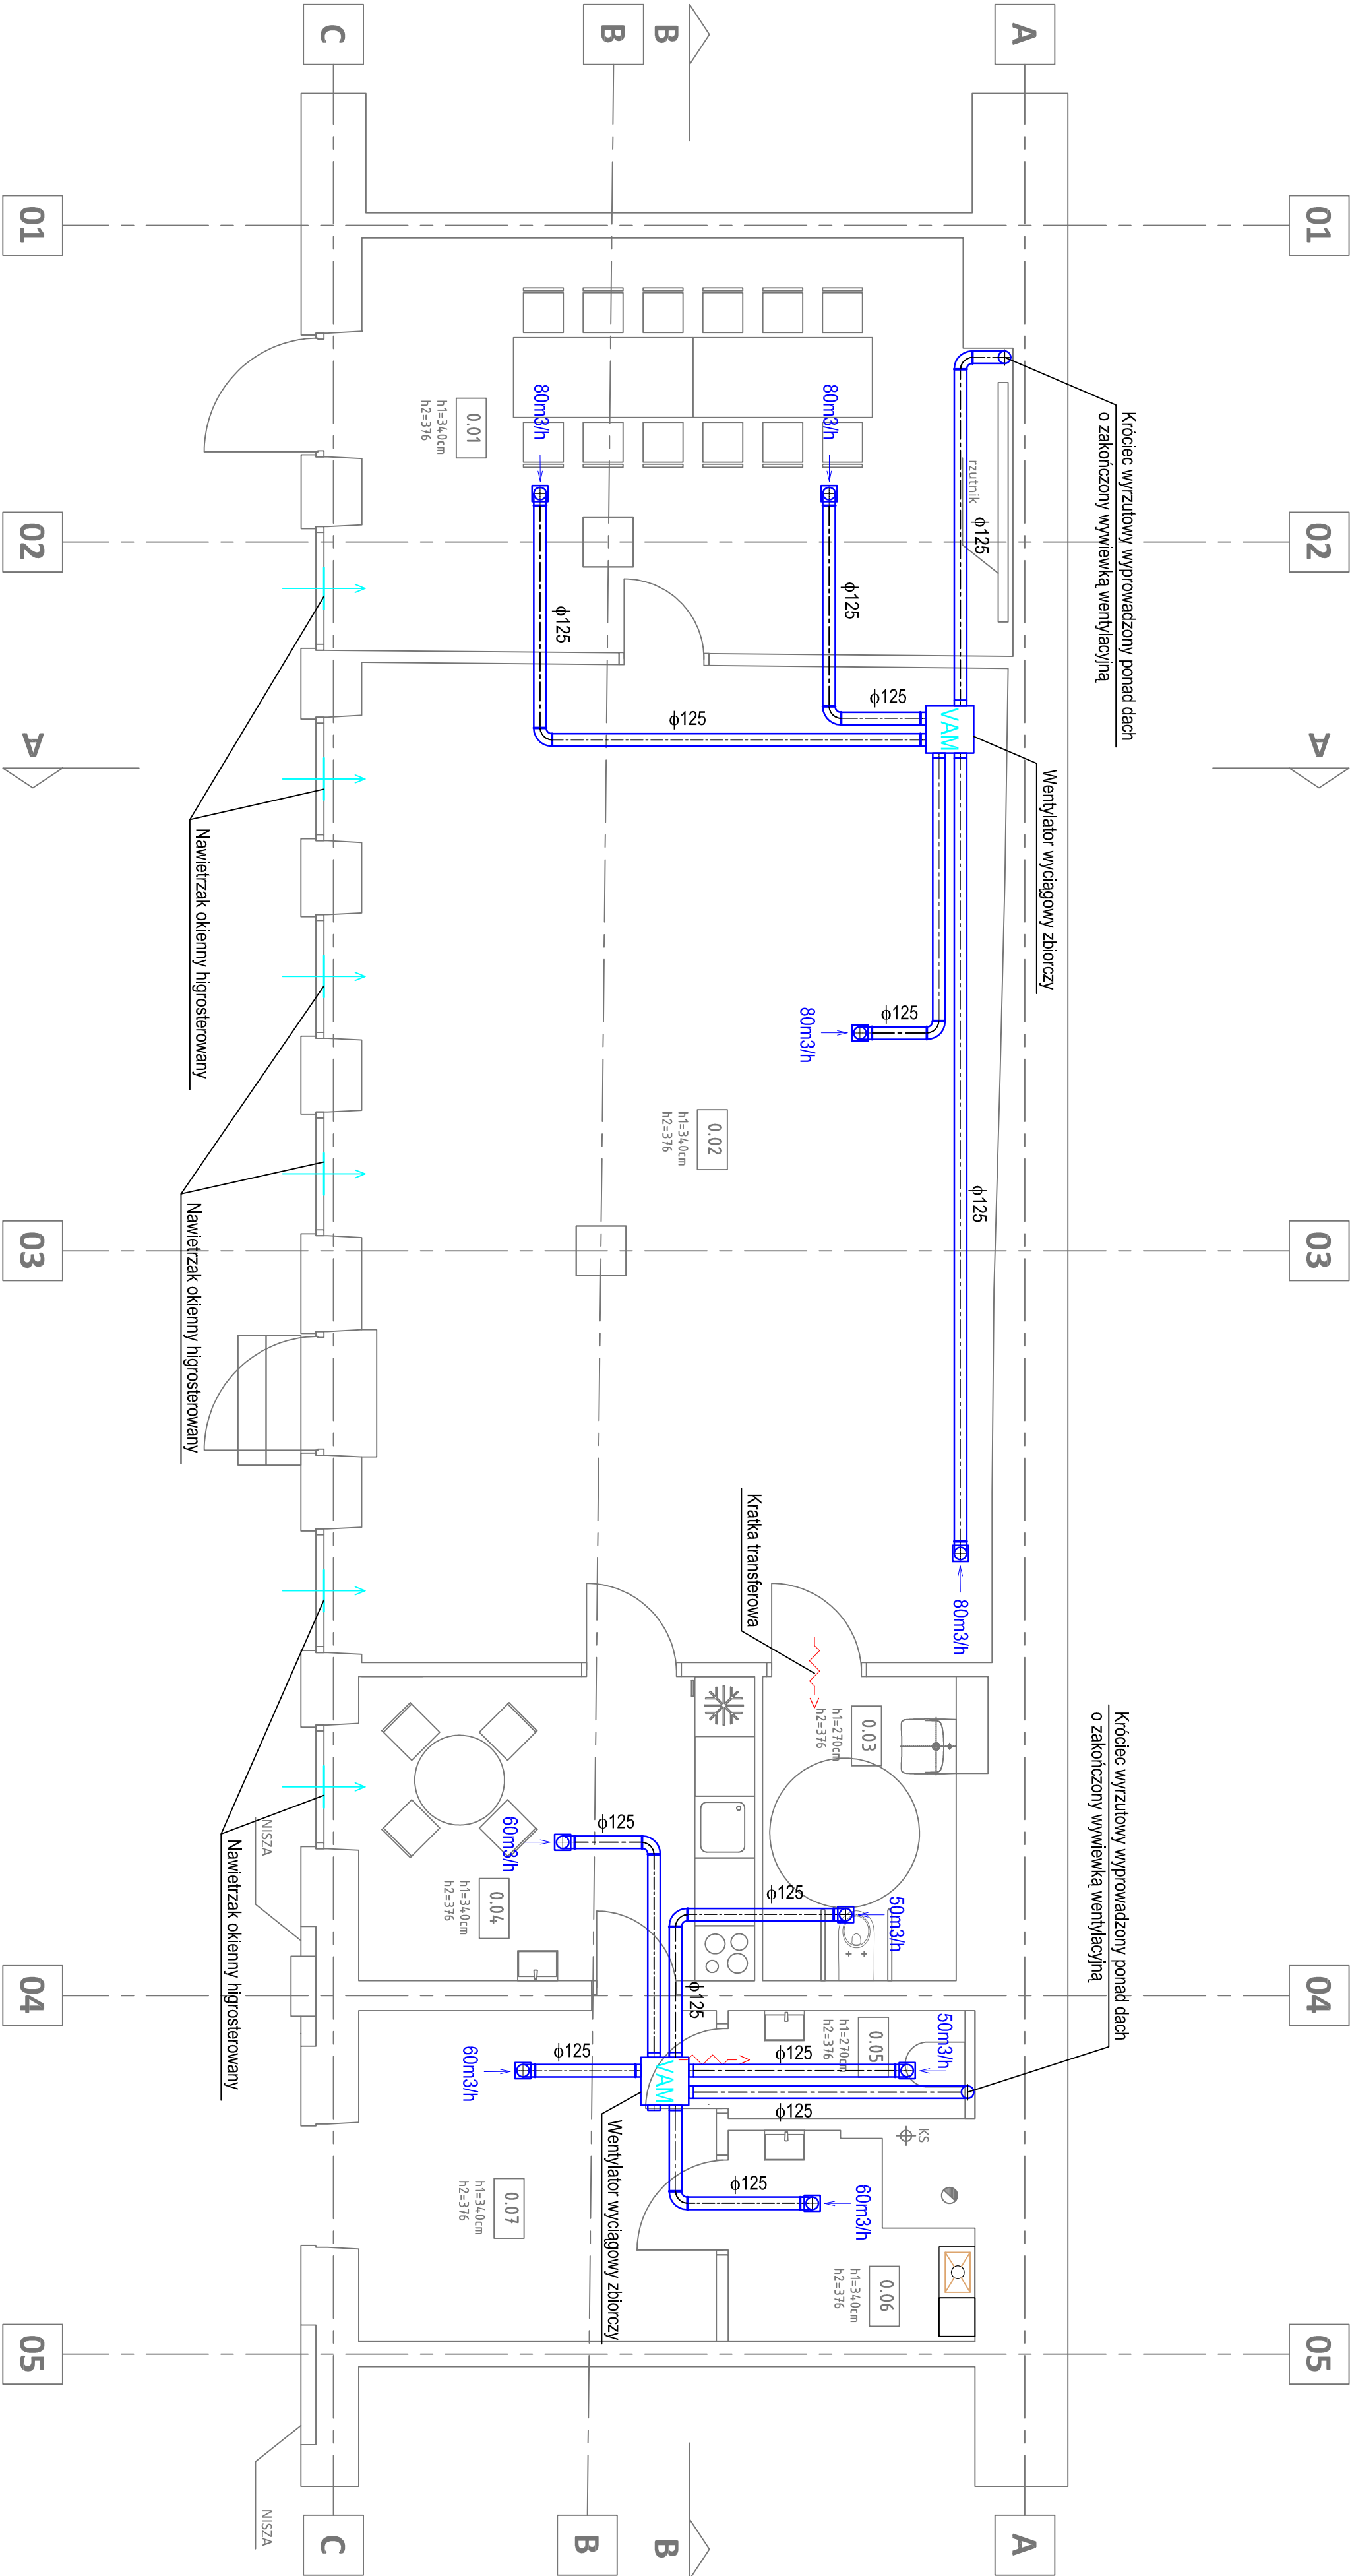 C
B
B
A
01
01
Króciec wyrzutowy wyprowadzony ponad dach
o zakończony wywiewką wentylacyjną
80m3/h
80m3/h
0.01
h1=340cm
h2=376
rzutnik
ϕ125
02
02
ϕ125
ϕ125
ϕ125
ϕ125
VAM
A
A
Wentylator wyciągowy zbiorczy
Nawietrzak okienny higrosterowany
80m3/h
ϕ125
0.02
h1=340cm
h2=376
ϕ125
Nawietrzak okienny higrosterowany
03
03
Kratka transferowa
80m3/h
0.03
h1=270cm
h2=376
Króciec wyrzutowy wyprowadzony ponad dach
o zakończony wywiewką wentylacyjną
NISZA
Nawietrzak okienny higrosterowany
60m3/h
ϕ125
0.04
h1=340cm
h2=376
ϕ125
50m3/h
04
04
ϕ125
0.05
h1=270cm
h2=376
50m3/h
60m3/h
ϕ125
VAM
ϕ125
ϕ125
KS
Wentylator wyciągowy zbiorczy
0.07
h1=340cm
h2=376
ϕ125
60m3/h
0.06
h1=340cm
h2=376
05
05
NISZA
C
B
B
A